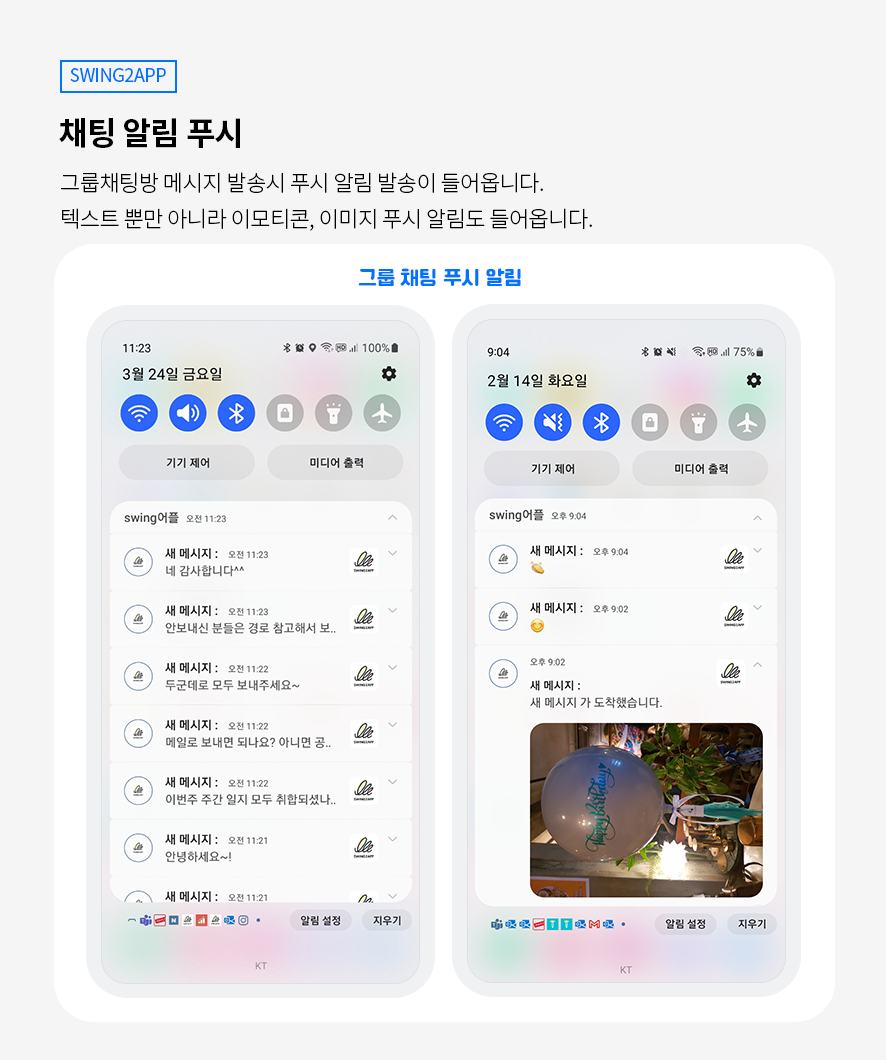 SWING2APP
채팅 알림 푸시
그룹채팅방 메시지 발송시 푸시 알림 발송이 들어옵니다.
텍스트 뿐만 아니라 이모티콘, 이미지 푸시 알림도 들어옵니다.
그룹 채팅 푸시 알림
11:23
100%
3월 24일 금요일
기기 제어
미디어 출력
swing어플 오전 11:23
새 메시지 : 오전 11:23
네 감사합니다^^
SWING2APP
새 메시지 : 오전 11:23
안보내신 분들은 경로 참고해서 보..
SWING2APP
새 메시지 : 오전 11:22
두군데로 모두 보내주세요~
SWING2APP
새 메시지 : 오전 11:22
메일로 보내면 되나요? 아니면 공..
SWING2APP
새 메시지 : 오전 11:22
이번주 주간 일지 모두 취합되셨나..
SWING2APP
새 메시지 : 오전 11:21
안녕하세요~!
SWING2APP
새 메시지 : 오전 11:21
알림 설정
지우기
KT
9:04
75%
2월 14일 화요일
기기 제어
미디어 출력
swing어플 오후 9:04
새 메시지 : 오후 9:04
SWING2APP
새 메시지 : 오후 9:02
SWING2APP
오후 9:02
SWING2APP
새 메시지 :
새 메시지 가 도착했습니다.
Happy Birthday
알림 설정
지우기
KT